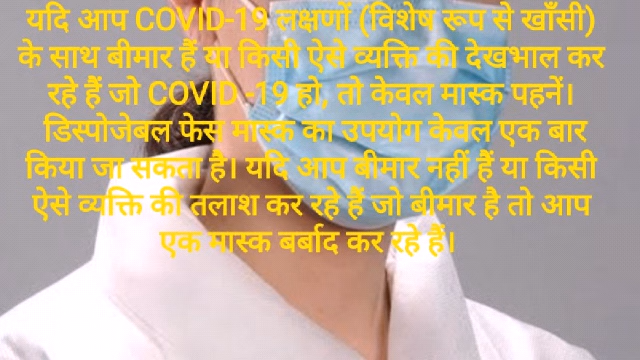 यदि आप COVID-19 लक्षणों (विशेष रूप से खाँसी)
के साथ बीमार हैं या किसी ऐसे व्यक्ति की देखभाल कर
रहे हैं जो COVID -19 हो, तो केवल मास्क पहनें।
डिस्पोजेबल फेस मास्क का उपयोग केवल एक बार
किया जा सकता है। यदि आप बीमार नहीं हैं या किसी
ऐसे व्यक्ति की तलाश कर रहे हैं जो बीमार है तो आप
एक मास्क बर्बाद कर रहे हैं।